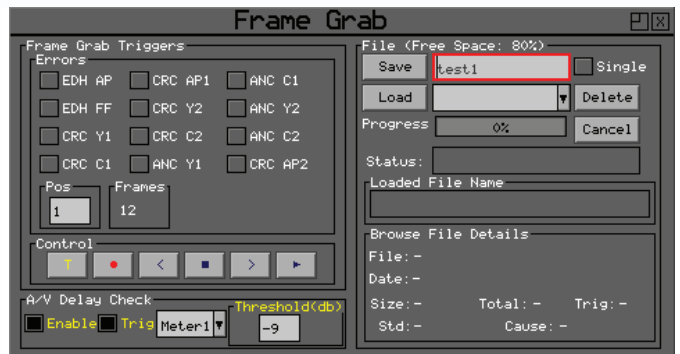 Frame Grab
Frame Grab Triggers
Errors
EDH AP CRC AP1 ANC C1
EDH FF CRC Y2 ANC Y2
CRC Y1 CRC C2 ANC C2
CRC C1 ANC Y1 CRC AP2
Pos Frames
1 12
Control
T
A/V Delay Check
Threshold(db)
Enable Trig Meter1 -9
File (Free Space: 80%)
Save test1 Single
Load Delete
Progress 0% Cancel
Status:
Loaded File Name
Browse File Details
File:-
Date:-
Size:- Total:- Trig:-
Std:- Cause:-